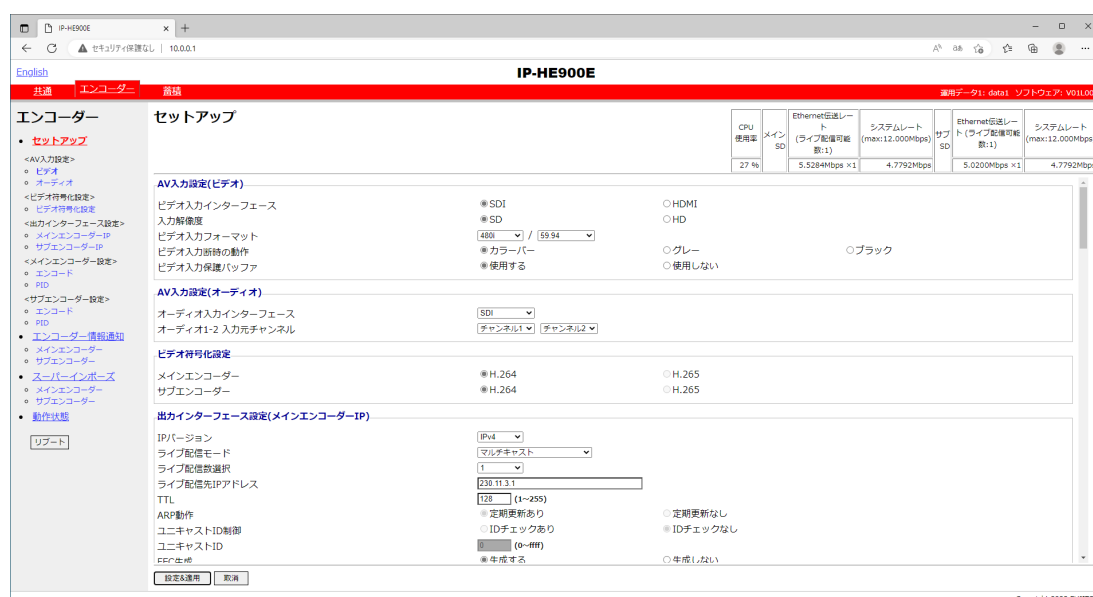 IP-HE900E
セキュリティ保護なし | 10.0.0.1
English
IP-HE900E
共通 エンコーダー 蓄積
運用データ1: data1 ソフトウェア: V01L00
エンコーダー
セットアップ
<AV入力設定>
ビデオ
オーディオ
<ビデオ符号化設定>
ビデオ符号化設定
<出力インターフェース設定>
メインエンコーダーIP
サブエンコーダーIP
<メインエンコーダー設定>
エンコード
PID
<サブエンコーダー設定>
エンコード
PID
エンコーダー情報通知
メインエンコーダー
サブエンコーダー
スーパーインポーズ
メインエンコーダー
サブエンコーダー
動作状態
リブート
セットアップ
CPU使用率 メインSD Ethernet伝送レート(ライブ配信可能数:1) システムレート(max:12.000Mbps) サブSD Ethernet伝送レート(ライブ配信可能数:1) システムレート(max:12.000Mbps)
27 % 5.5284Mbps ×1 4.7792Mbps 5.0200Mbps ×1 4.7792Mbp
AV入力設定(ビデオ)
ビデオ入力インターフェース SDI HDMI
入力解像度 SD HD
ビデオ入力フォーマット 480i / 59.94
ビデオ入力断時の動作 カラーバー グレー ブラック
ビデオ入力保護バッファ 使用する 使用しない
AV入力設定(オーディオ)
オーディオ入力インターフェース SDI
オーディオ1-2 入力元チャンネル チャンネル1 チャンネル2
ビデオ符号化設定
メインエンコーダー H.264 H.265
サブエンコーダー H.264 H.265
出力インターフェース設定(メインエンコーダーIP)
IPバージョン IPv4
ライブ配信モード マルチキャスト
ライブ配信数選択 1
ライブ配信先IPアドレス 230.11.3.1
TTL 128 (1~255)
ARP動作 定期更新あり 定期更新なし
ユニキャストID制御 IDチェックあり IDチェックなし
ユニキャストID 0 (0~ffff)
FEC生成 生成する 生成しない
設定&適用 取消